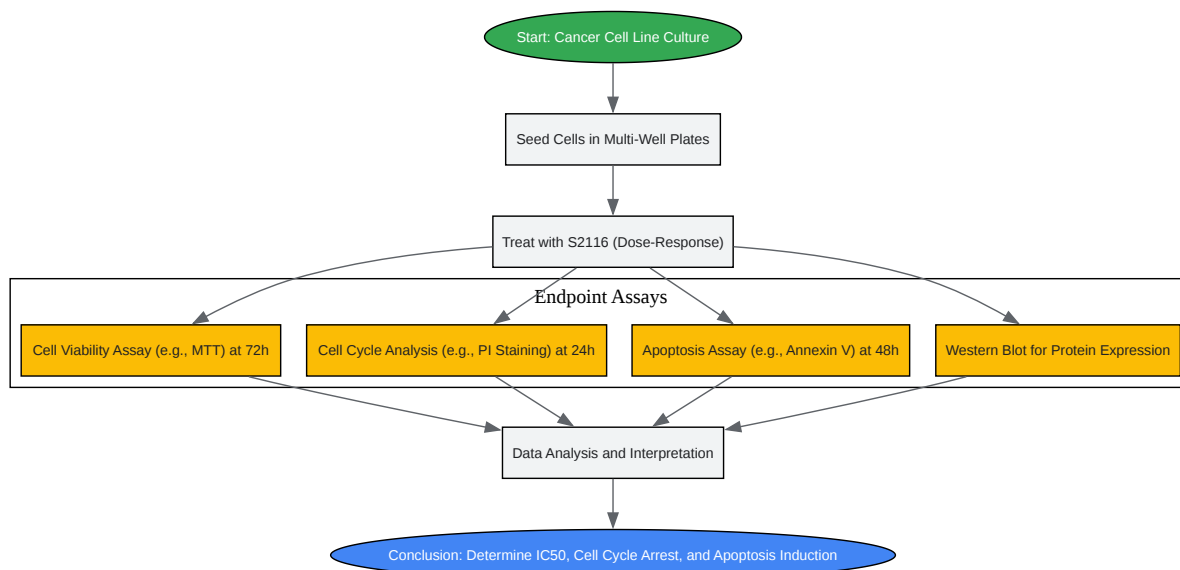 Start: Cancer Cell Line Culture
Seed Cells in Multi-Well Plates
Treat with S2116 (Dose-Response)
Endpoint Assays
Cell Viability Assay (e.g., MTT) at 72h
Cell Cycle Analysis (e.g., PI Staining) at 24h
Apoptosis Assay (e.g., Annexin V) at 48h
Western Blot for Protein Expression
Data Analysis and Interpretation
Conclusion: Determine IC50, Cell Cycle Arrest, and Apoptosis Induction